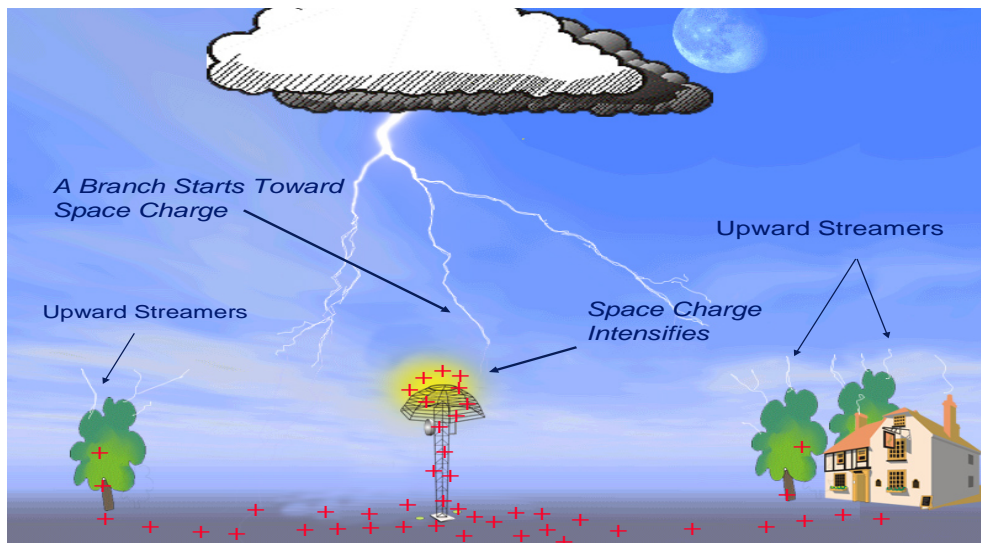 A Branch Starts Toward
Space Charge
Upward Streamers
Upward Streamers
Space Charge
Intensifies